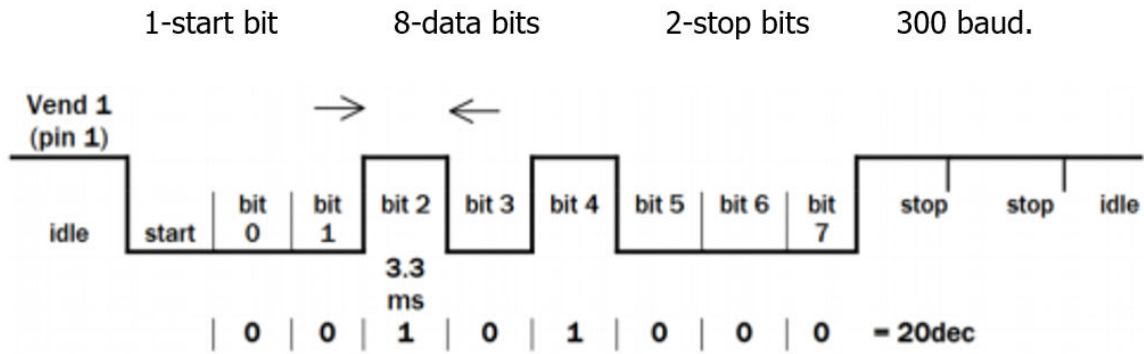 1-start bit 8-data bits 2-stop bits 300 baud.
Vend 1
(pin 1)
idle start bit 0 bit 1 bit 2 bit 3 bit 4 bit 5 bit 6 bit 7 stop stop idle
3.3
ms
0 0 1 0 1 0 0 0 = 20dec